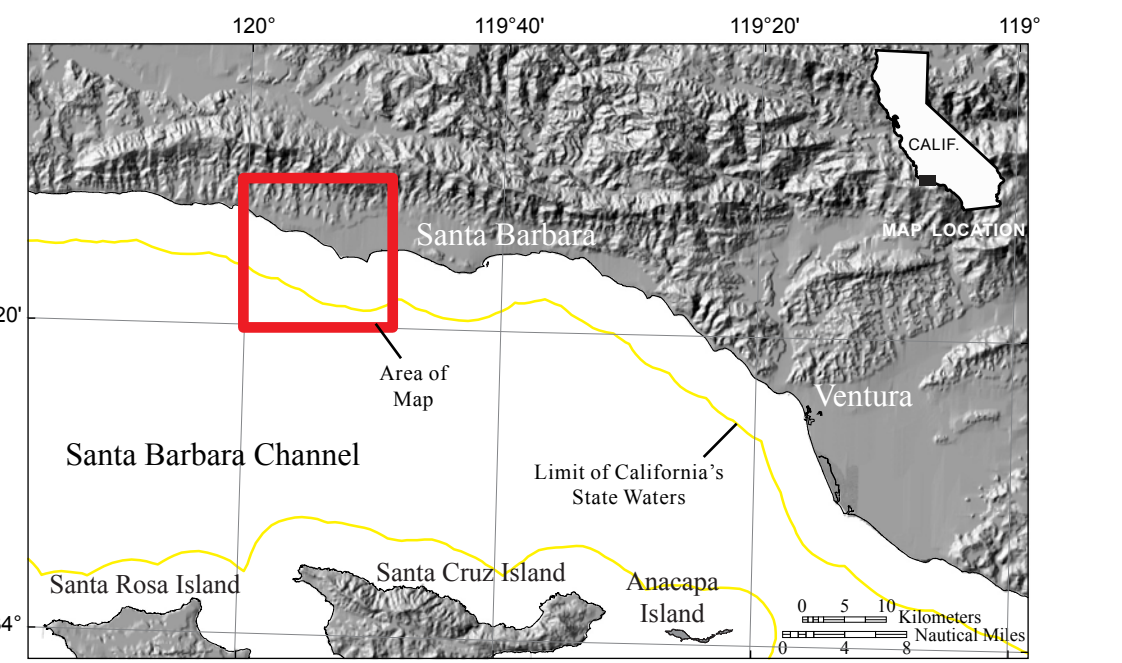 120° 119°40' 119°20' 119°
CALIF.
MAP LOCATION
Santa Barbara
20'
Area of
Map
Ventura
Santa Barbara Channel
Limit of California's
State Waters
Santa Rosa Island
Santa Cruz Island
Anacapa
Island
0 5 10
Kilometers
Nautical Miles
0 4 8
4°